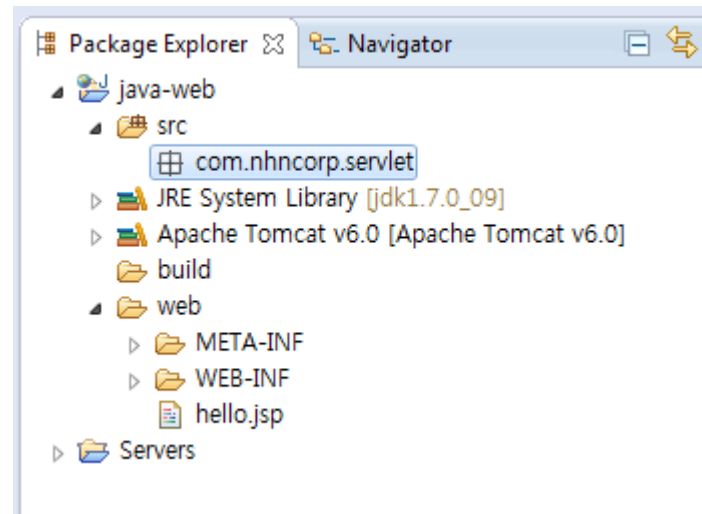 Package Explorer Navigator
java-web
src
com.nhncorp.servlet
JRE System Library [jdk1.7.0_09]
Apache Tomcat v6.0 [Apache Tomcat v6.0]
build
web
META-INF
WEB-INF
hello.jsp
Servers